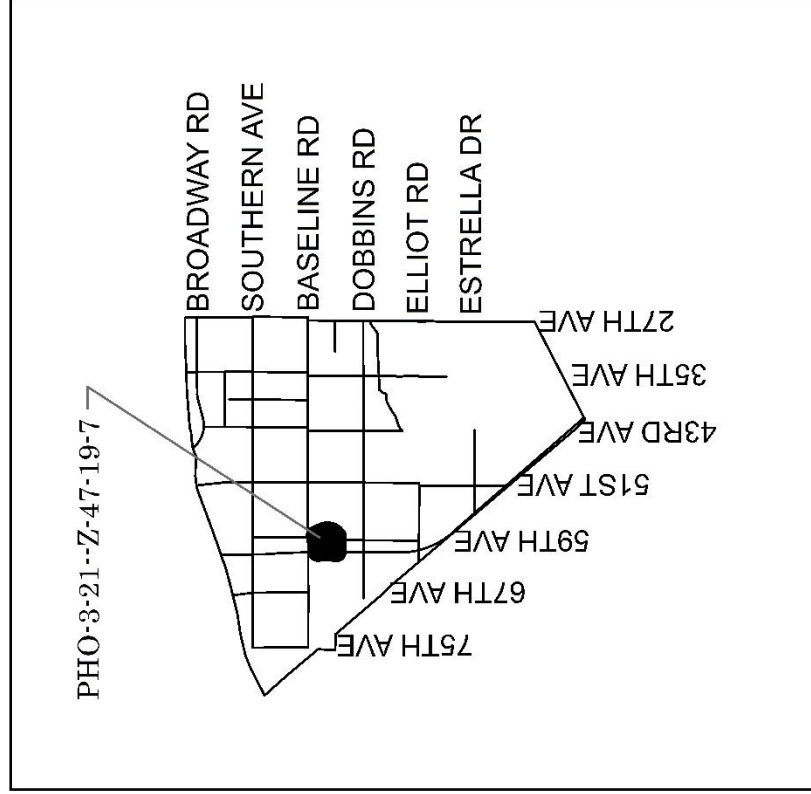 PHO-3-21--Z-47-19-7
BROADWAY RD
SOUTHERN AVE
BASELINE RD
DOBBINS RD
ELLIOT RD
ESTRELLA DR
27TH AVE
35TH AVE
43RD AVE
51ST AVE
59TH AVE
67TH AVE
75TH AVE